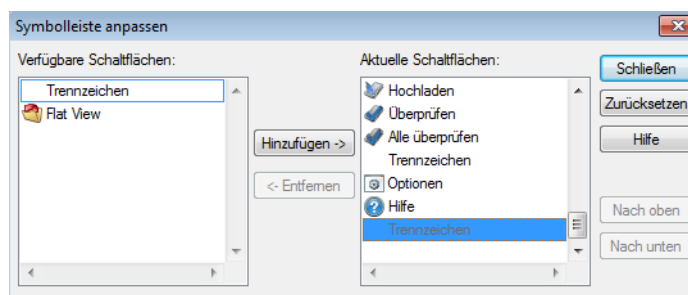 Symbolleiste anpassen
Verfügbare Schaltflächen:
Trennzeichen
Flat View
Hinzufügen ->
<- Entfernen
Aktuelle Schaltflächen:
Hochladen
Überprüfen
Alle überprüfen
Trennzeichen
Optionen
Hilfe
Trennzeichen
Schließen
Zurücksetzen
Hilfe
Nach oben
Nach unten